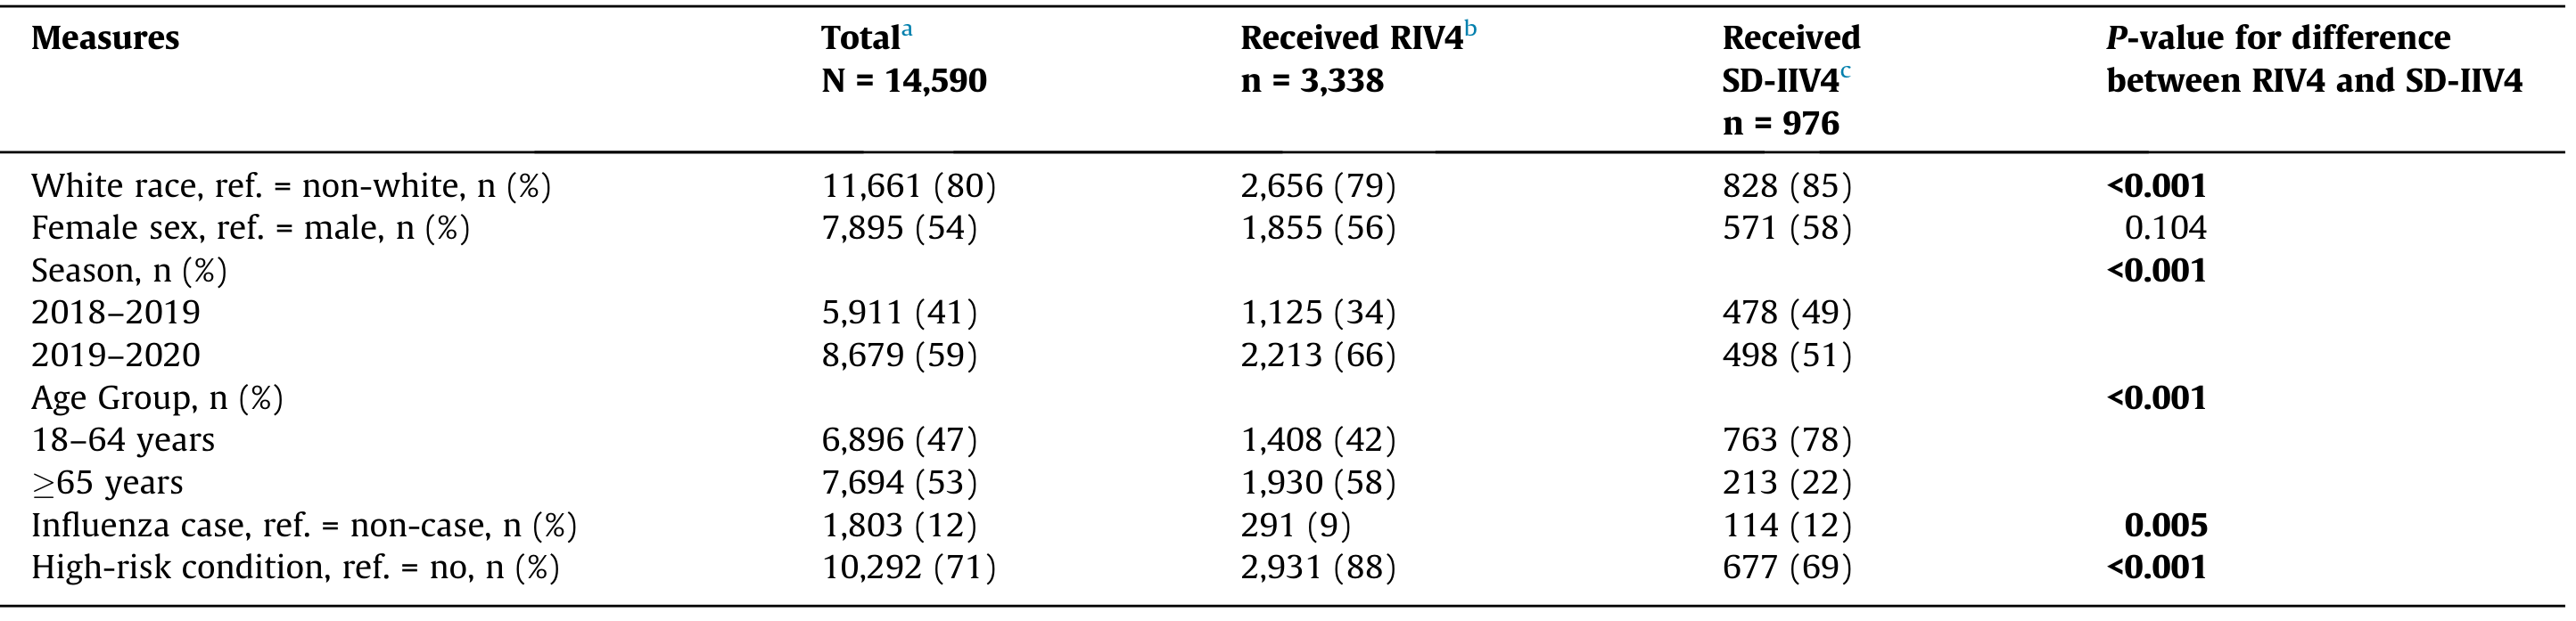 Measures Totalᵃ Received RIV4ᵇ Received P-value for difference
N = 14,590 n = 3,338 SD-IIV4ᶜ between RIV4 and SD-IIV4
n = 976
White race, ref. = non-white, n (%) 11,661 (80) 2,656 (79) 828 (85) <0.001
Female sex, ref. = male, n (%) 7,895 (54) 1,855 (56) 571 (58) 0.104
Season, n (%) <0.001
2018–2019 5,911 (41) 1,125 (34) 478 (49)
2019–2020 8,679 (59) 2,213 (66) 498 (51)
Age Group, n (%) <0.001
18–64 years 6,896 (47) 1,408 (42) 763 (78)
≥65 years 7,694 (53) 1,930 (58) 213 (22)
Influenza case, ref. = non-case, n (%) 1,803 (12) 291 (9) 114 (12) 0.005
High-risk condition, ref. = no, n (%) 10,292 (71) 2,931 (88) 677 (69) <0.001